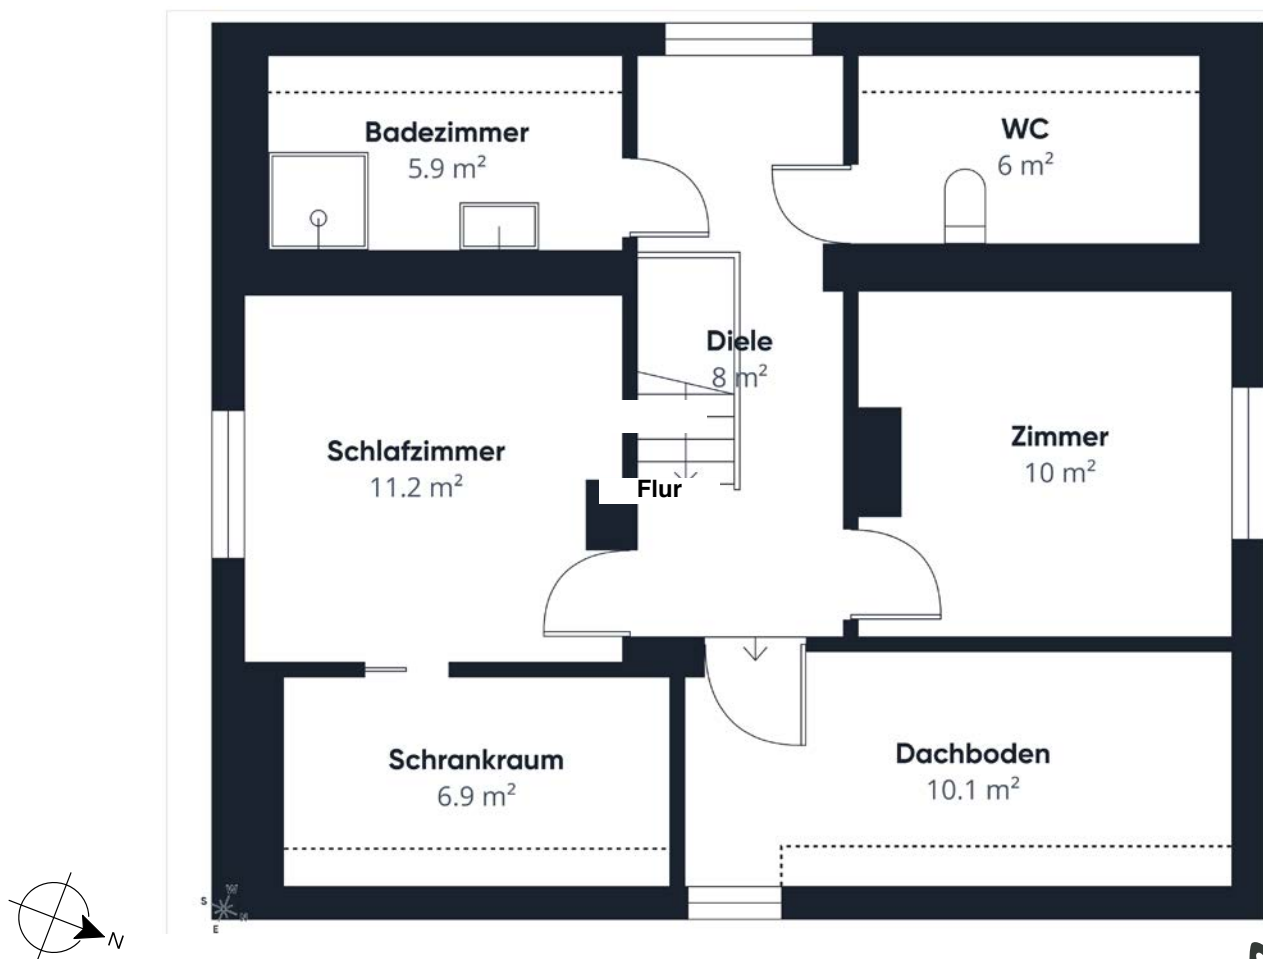 Badezimmer
5.9 m²
WC
6 m²
Diele
8 m²
Schlafzimmer
11.2 m²
Zimmer
10 m²
Flur
Schrankraum
6.9 m²
Dachboden
10.1 m²
S
E
N